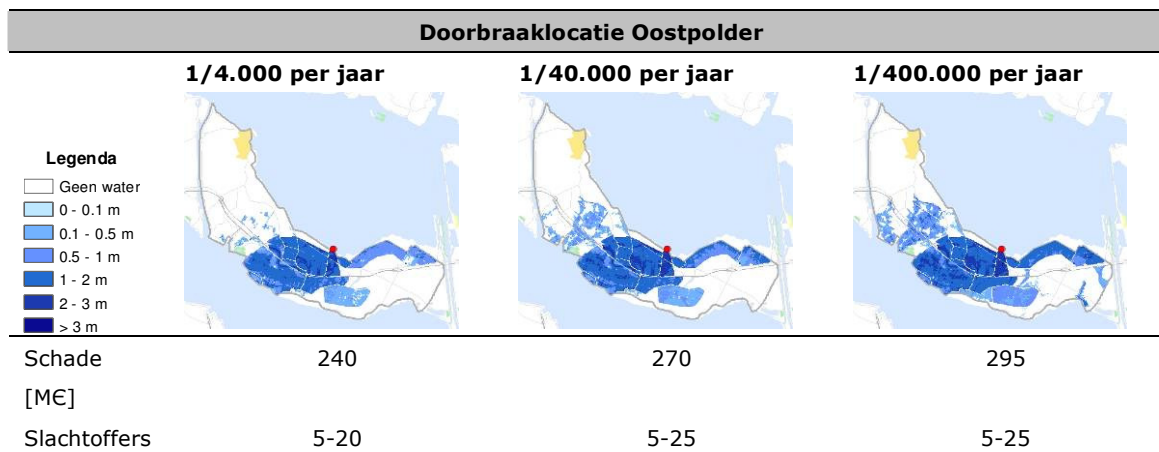 Doorbraaklocatie Oostpolder
1/4.000 per jaar 1/40.000 per jaar 1/400.000 per jaar
Legenda
Geen water
0 - 0.1 m
0.1 - 0.5 m
0.5 - 1 m
1 - 2 m
2 - 3 m
> 3 m
Schade 240 270 295
[M€]
Slachtoffers 5-20 5-25 5-25